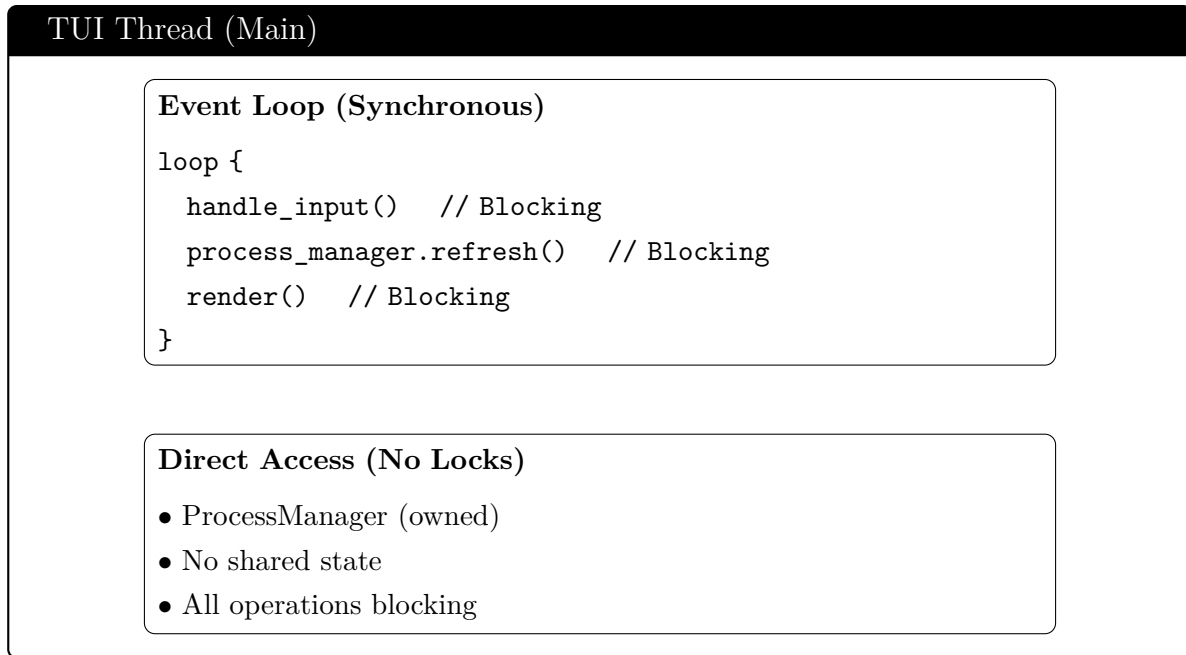 TUI Thread (Main)
Event Loop (Synchronous)
loop {
handle_input() // Blocking
process_manager.refresh() // Blocking
render() // Blocking
}
Direct Access (No Locks)
• ProcessManager (owned)
• No shared state
• All operations blocking